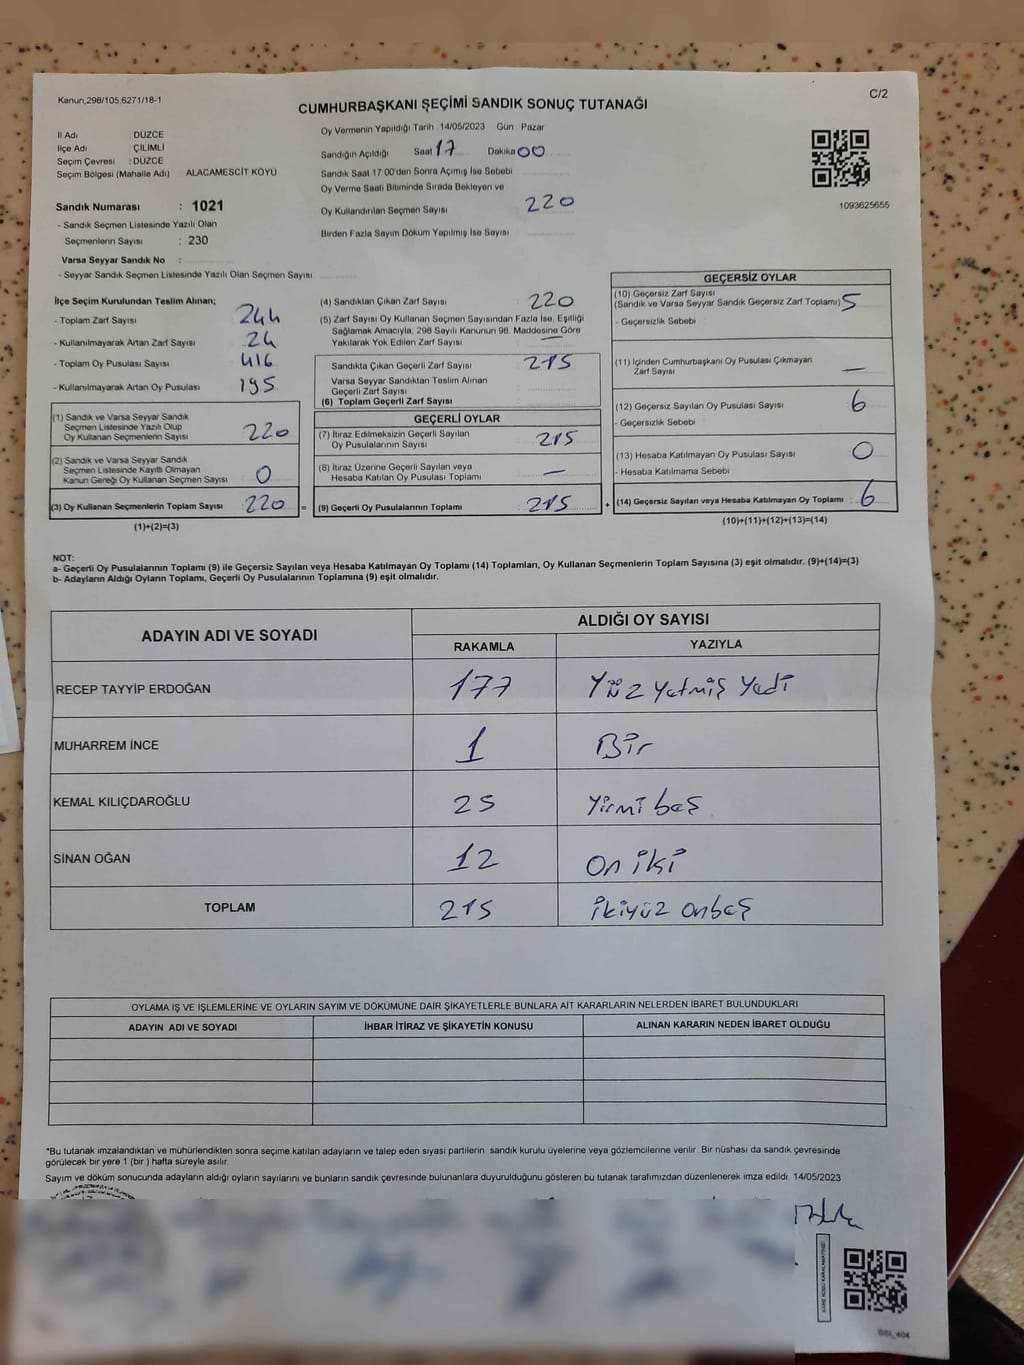 Kanun,298/105,6271/18-1
C/2
CUMHURBAŞKANI SEÇİMİ SANDIK SONUÇ TUTANAĞI
İl Adı : DÜZCE
İlçe Adı : ÇİLİMLİ
Seçim Çevresi : DÜZCE
Seçim Bölgesi (Mahalle Adı) ALACAMESCİT KÖYÜ
Sandık Numarası : 1021
- Sandık Seçmen Listesinde Yazılı Olan
Seçmenlerin Sayısı : 230
Varsa Seyyar Sandık No :
- Seyyar Sandık Seçmen Listesinde Yazılı Olan Seçmen Sayısı
Oy Vermenin Yapıldığı Tarih 14/05/2023 Gün : Pazar
Sandığın Açıldığı Saat 17 Dakika 00
Sandık Saat 17:00'den Sonra Açımış İse Sebebi
Oy Verme Saati Bitiminde Sırada Bekleyen ve
Oy Kullandırılan Seçmen Sayısı 220
Birden Fazla Sayım Döküm Yapılmış İse Sayısı
1093625655
İlçe Seçim Kurulundan Teslim Alınan;
- Toplam Zarf Sayısı 244
- Kullanılmayarak Artan Zarf Sayısı 24
- Toplam Oy Pusulası Sayısı 416
- Kullanılmayarak Artan Oy Pusulası 195
(1) Sandık ve Varsa Seyyar Sandık
Seçmen Listesinde Yazılı Olup
Oy Kullanan Seçmenlerin Sayısı 220
(2) Sandık ve Varsa Seyyar Sandık
Seçmen Listesinde Kayıtlı Olmayan
Kanun Gereği Oy Kullanan Seçmen Sayısı 0
(3) Oy Kullanan Seçmenlerin Toplam Sayısı : 220 =
(1)+(2)=(3)
(4) Sandıktan Çıkan Zarf Sayısı : 220
(5) Zarf Sayısı Oy Kullanan Seçmen Sayısından Fazla İse, Eşitliği
Sağlamak Amacıyla, 298 Sayılı Kanunun 98. Maddesine Göre
Yakılarak Yok Edilen Zarf Sayısı : —
Sandıkta Çıkan Geçerli Zarf Sayısı : 215
Varsa Seyyar Sandıktan Teslim Alınan
Geçerli Zarf Sayısı
(6) Toplam Geçerli Zarf Sayısı
GEÇERLİ OYLAR
(7) İtiraz Edilmeksizin Geçerli Sayılan
Oy Pusulalarının Sayısı : 215
(8) İtiraz Üzerine Geçerli Sayılan veya
Hesaba Katılan Oy Pusulası Toplamı : —
(9) Geçerli Oy Pusulalarının Toplamı : 215 +
GEÇERSİZ OYLAR
(10) Geçersiz Zarf Sayısı
(Sandık ve Varsa Seyyar Sandık Geçersiz Zarf Toplamı) 5
- Geçersizlik Sebebi
(11) İçinden Cumhurbaşkanı Oy Pusulası Çıkmayan
Zarf Sayısı —
(12) Geçersiz Sayılan Oy Pusulası Sayısı 6
- Geçersizlik Sebebi
(13) Hesaba Katılmayan Oy Pusulası Sayısı 0
- Hesaba Katılmama Sebebi
(14) Geçersiz Sayılan veya Hesaba Katılmayan Oy Toplamı : 6
(10)+(11)+(12)+(13)=(14)
NOT:
a- Geçerli Oy Pusulalarının Toplamı (9) ile Geçersiz Sayılan veya Hesaba Katılmayan Oy Toplamı (14) Toplamları, Oy Kullanan Seçmenlerin Toplam Sayısına (3) eşit olmalıdır. (9)+(14)=(3)
b- Adayların Aldığı Oyların Toplamı, Geçerli Oy Pusulalarının Toplamına (9) eşit olmalıdır.
ADAYIN ADI VE SOYADI
ALDIĞI OY SAYISI
RAKAMLA YAZIYLA
RECEP TAYYİP ERDOĞAN 177 Yüz Yetmiş Yedi
MUHARREM İNCE 1 Bir
KEMAL KILIÇDAROĞLU 25 Yirmi beş
SİNAN OĞAN 12 On iki
TOPLAM 215 ikiyüz onbeş
OYLAMA İŞ VE İŞLEMLERİNE VE OYLARIN SAYIM VE DÖKÜMÜNE DAİR ŞİKAYETLERLE BUNLARA AİT KARARLARIN NELERDEN İBARET BULUNDUKLARI
ADAYIN ADI VE SOYADI İHBAR İTİRAZ VE ŞİKAYETİN KONUSU ALINAN KARARIN NEDEN İBARET OLDUĞU
*Bu tutanak imzalandıktan ve mühürlendikten sonra seçime katılan adayların ve talep eden siyasi partilerin sandık kurulu üyelerine veya gözlemcilerine verilir. Bir nüshası da sandık çevresinde
görülecek bir yere 1 (bir ) hafta süreyle asılır.
Sayım ve döküm sonucunda adayların aldığı oyların sayılarını ve bunların sandık çevresinde bulunanlara duyurulduğunu gösteren bu tutanak tarafımızdan düzenlenerek imza edildi. 14/05/2023